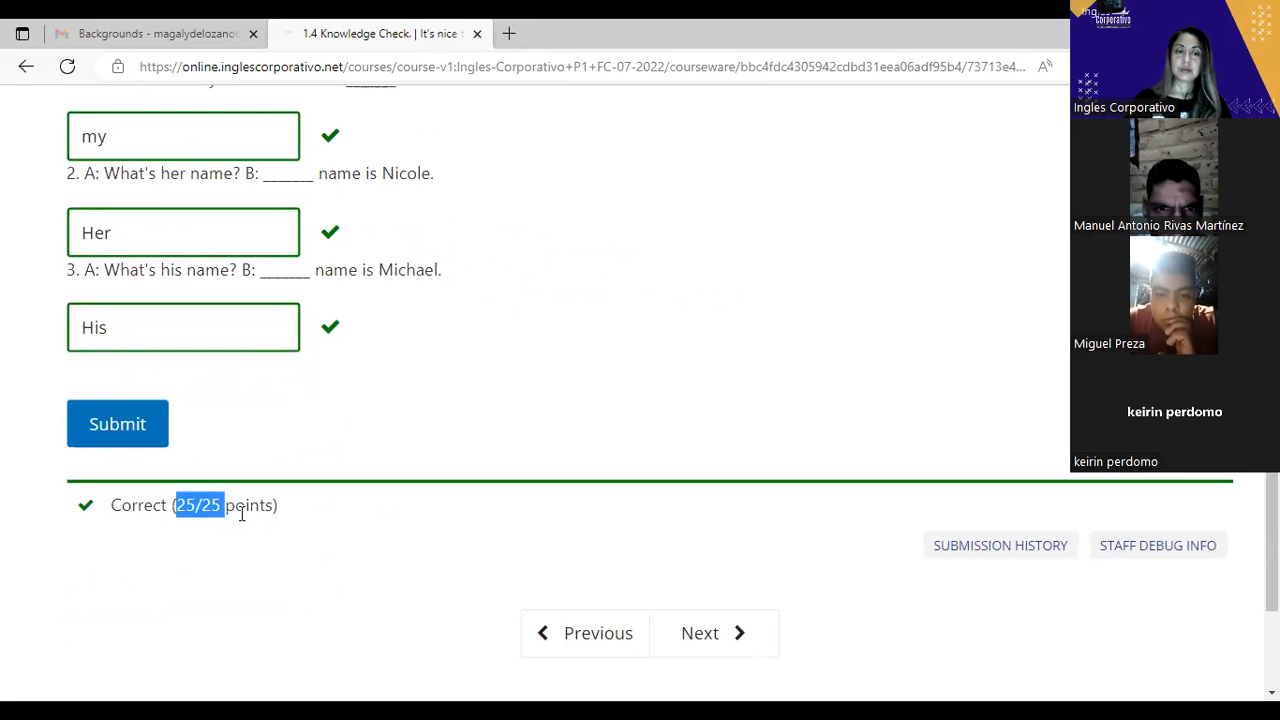 Backgrounds - magalydelozano
1.4 Knowledge Check. | It's nice t
https://online.inglescorporativo.net/courses/course-v1:Ingles-Corporativo+P1+FC-07-2022/courseware/bbc4fdc4305942cdbd31eea06adf95b4/73713e4...
my
2. A: What's her name? B: _______ name is Nicole.
Her
3. A: What's his name? B: _______ name is Michael.
His
Submit
Correct (25/25 points)
SUBMISSION HISTORY
STAFF DEBUG INFO
Previous
Next
Corporativo
Ingles Corporativo
Manuel Antonio Rivas Martínez
Miguel Preza
keirin perdomo
keirin perdomo